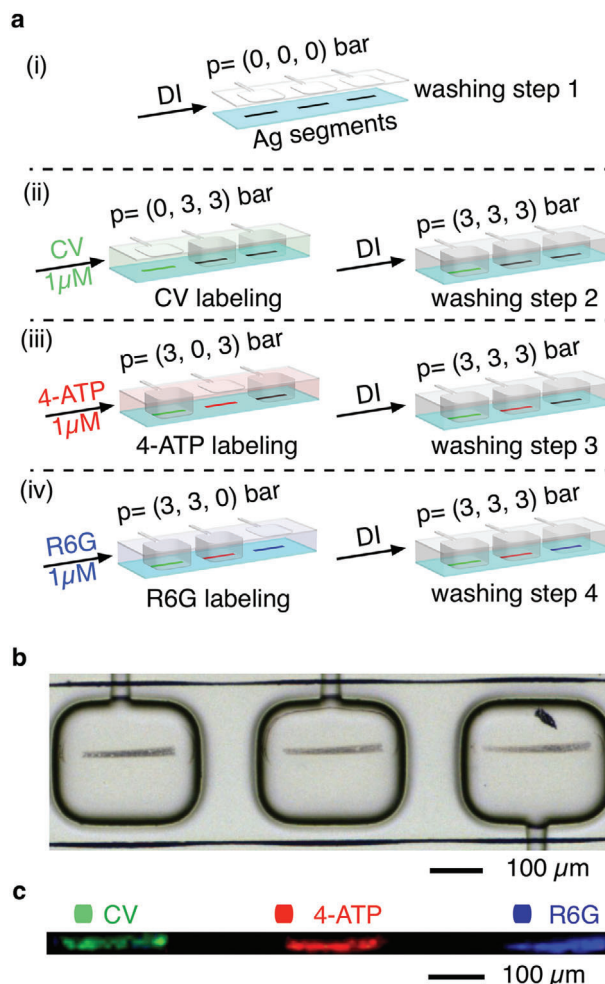 a
(i)
p= (0, 0, 0) bar
DI
washing step 1
Ag segments
(ii)
p= (0, 3, 3) bar
CV
1μM
CV labeling
p= (3, 3, 3) bar
DI
washing step 2
(iii)
p= (3, 0, 3) bar
4-ATP
1μM
4-ATP labeling
p= (3, 3, 3) bar
DI
washing step 3
(iv)
p= (3, 3, 0) bar
R6G
1μM
R6G labeling
p= (3, 3, 3) bar
DI
washing step 4
b
100 μm
c
CV 4-ATP R6G
100 μm